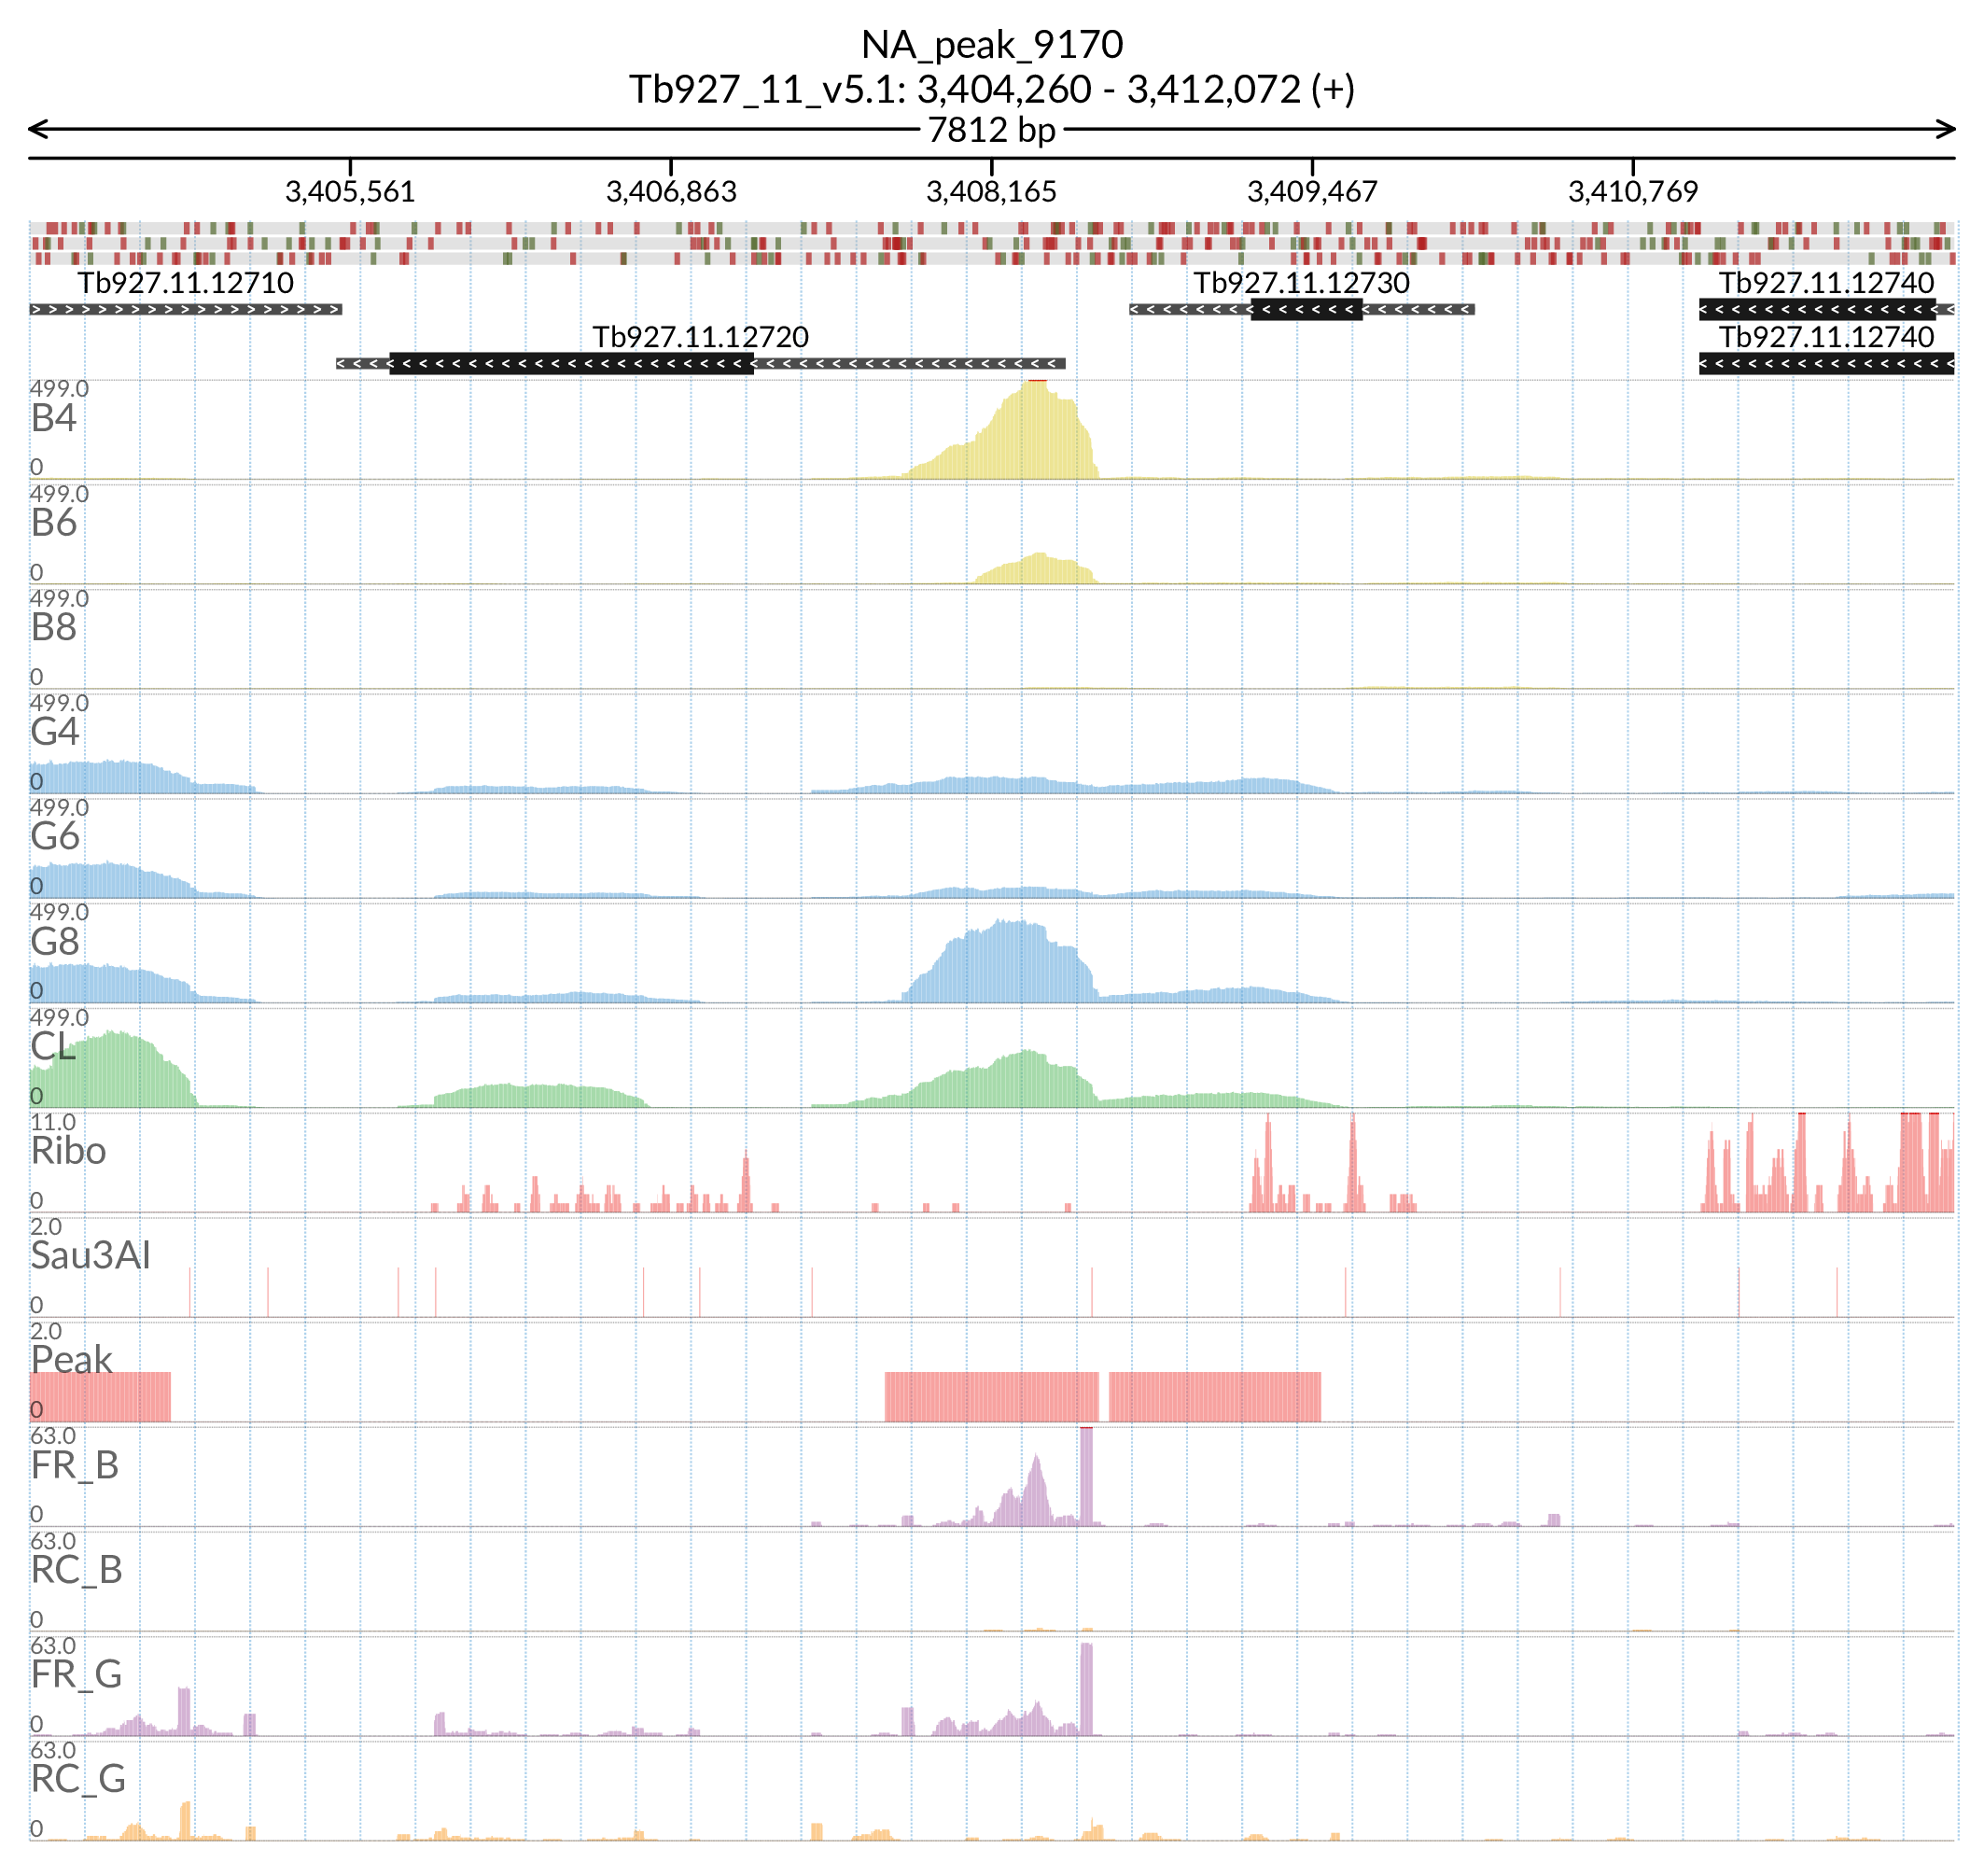 NA_peak_9170
Tb927_11_v5.1: 3,404,260 - 3,412,072 (+)
7812 bp
3,405,561 3,406,863 3,408,165 3,409,467 3,410,769
Tb927.11.12710 Tb927.11.12730 Tb927.11.12740
Tb927.11.12720 Tb927.11.12740
499.0
B4
0
499.0
B6
0
499.0
B8
0
499.0
G4
0
499.0
G6
0
499.0
G8
0
499.0
CL
0
11.0
Ribo
0
2.0
Sau3AI
0
2.0
Peak
0
63.0
FR_B
0
63.0
RC_B
0
63.0
FR_G
0
63.0
RC_G
0